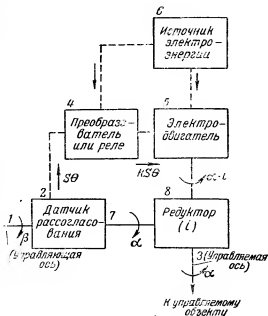 6
Источник
электро-
энергии
4
Преобразо-
ватель
или реле
5
Электро-
двигатель
Sθ
KSθ
α·i
2
Датчик
рассогласо-
вания
1
β
(Управляющая
ось)
7
α
8
Редуктор
(i)
3 (Управляемая
ось)
α
К управляемому
объекту